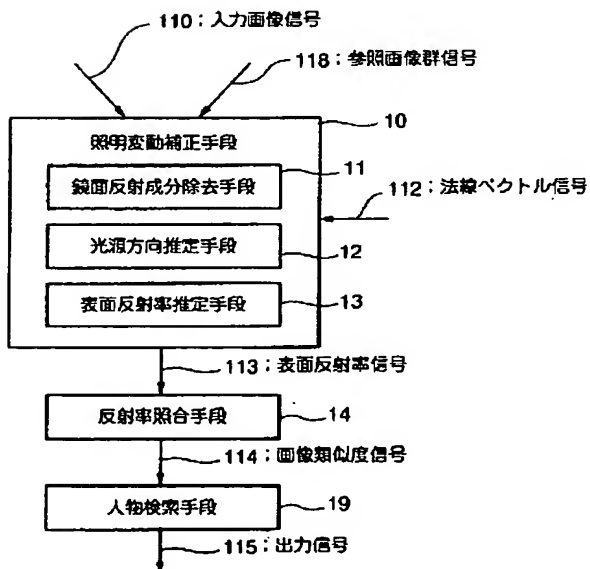 110：入力画像信号
118：参照画像群信号
10
照明変動補正手段
11
鏡面反射成分除去手段
112：法線ベクトル信号
光源方向推定手段
12
表面反射率推定手段
13
113：表面反射率信号
反射率照合手段
14
114：画像類似度信号
人物検索手段
19
115：出力信号